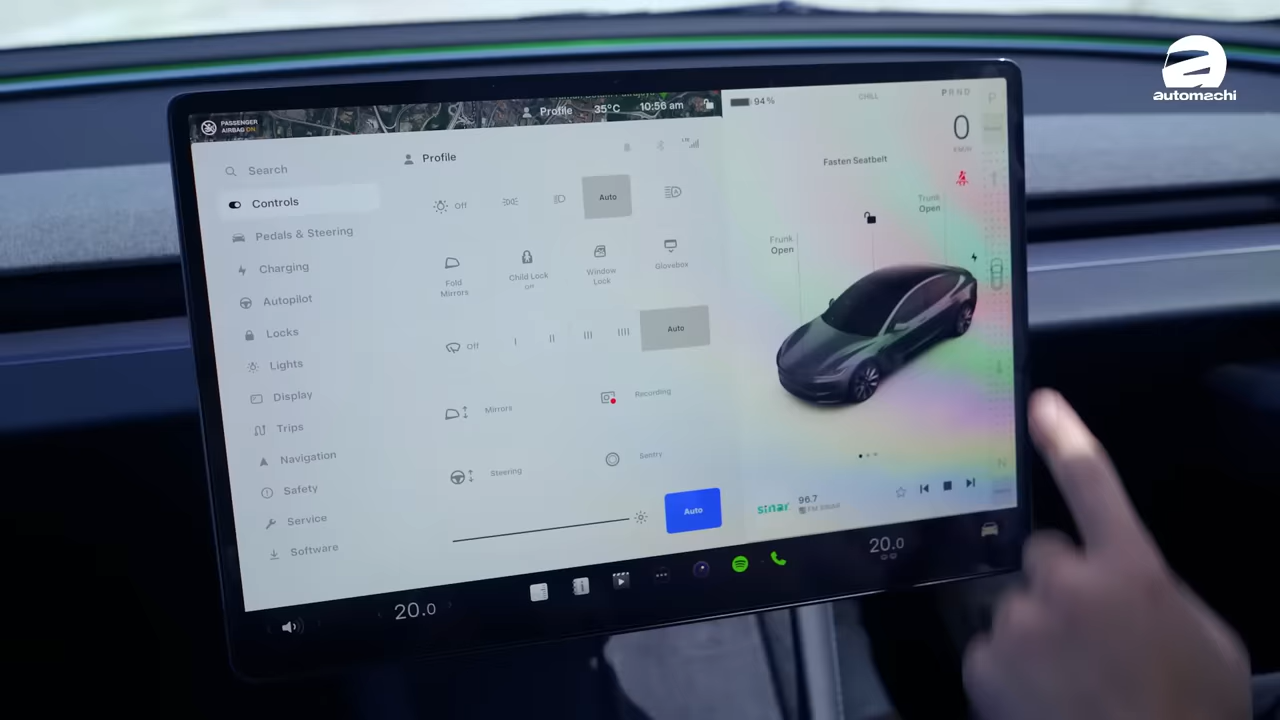 automachi
PASSENGER
AIRBAG ON
Profile
35°C
10:56 am
94%
CHILL
P R N D
Search
Profile
LTE
0
KM/H
Controls
Off
Auto
Fasten Seatbelt
Pedals & Steering
Trunk
Open
Charging
Fold
Mirrors
Child Lock
on
Window
Lock
Glovebox
Frunk
Open
Autopilot
Locks
Off
I
II
III
IIII
Auto
Lights
Display
Mirrors
Recording
Trips
Navigation
Steering
Sentry
Safety
Auto
sinar
96.7
Service
Software
20.0
20.0